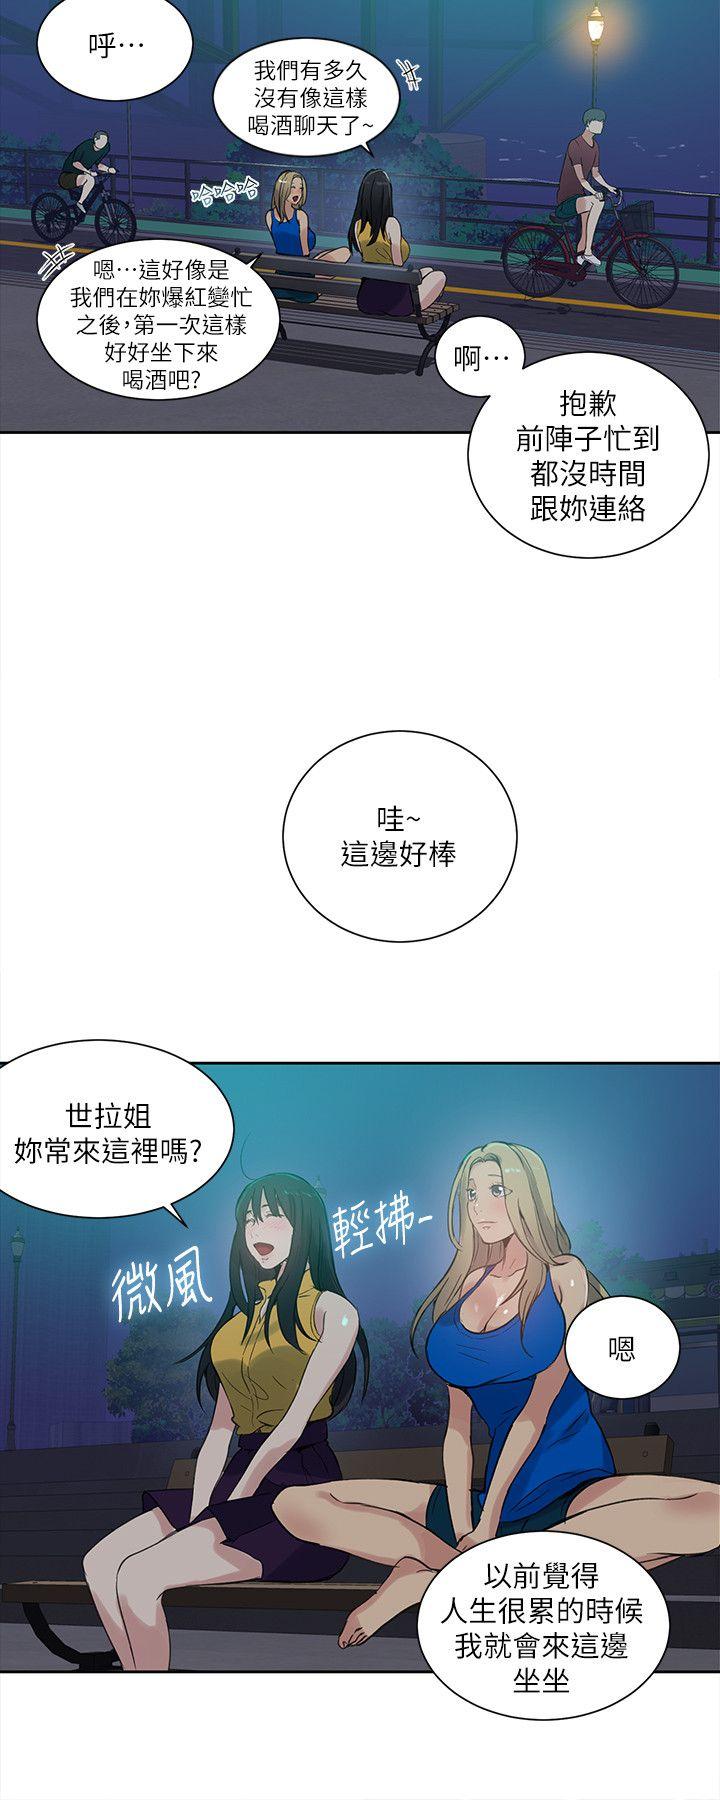 呼⋯
我們有多久
沒有像這樣
喝酒聊天了~
哈哈哈
嗯⋯這好像是
我們在妳爆紅變忙
之後，第一次這樣
好好坐下來
喝酒吧?
啊⋯
抱歉
前陣子忙到
都沒時間
跟妳連絡
哇~
這邊好棒
世拉姐
妳常來這裡嗎?
微風
輕拂-
嗯
以前覺得
人生很累的時候
我就會來這邊
坐坐